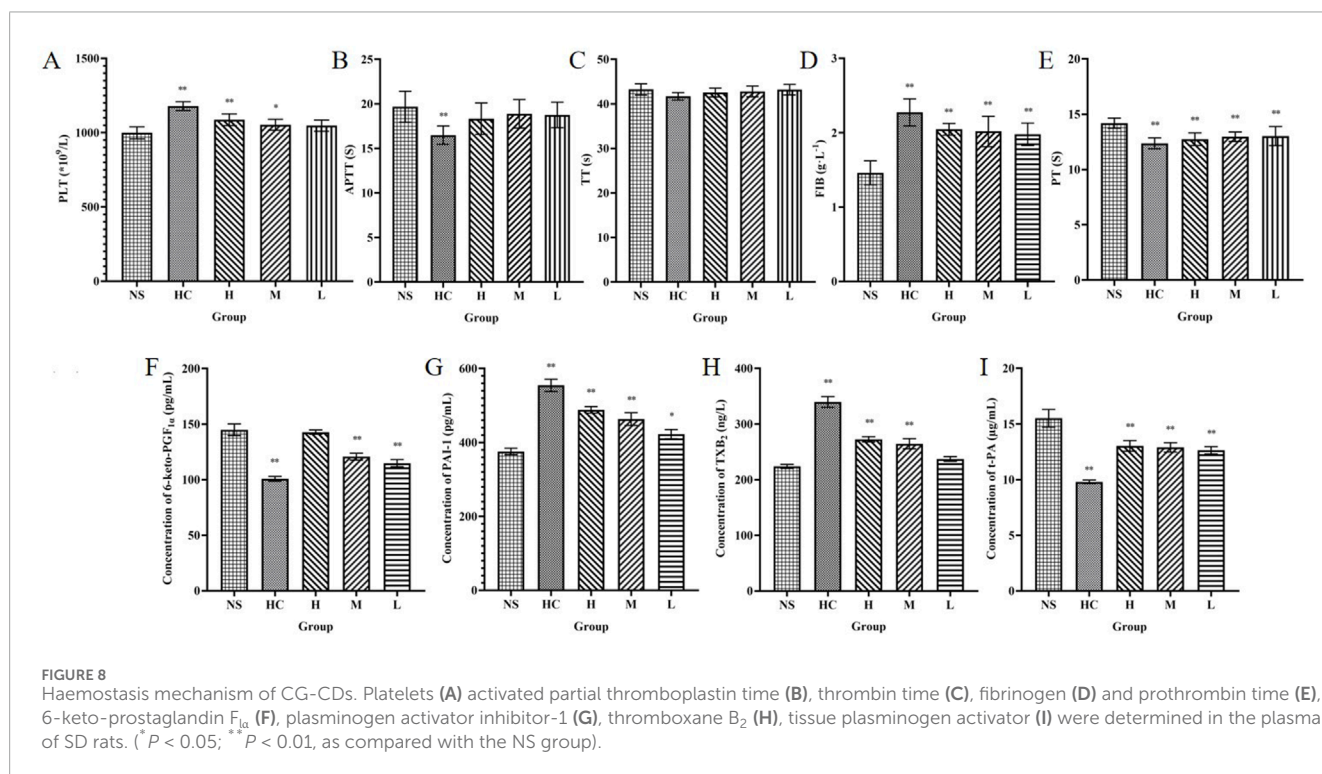 A
B
C
D
E
1500
1000
500
0
PLT (*10⁹/L)
** ** *
NS HC H M L
Group
25
20
15
10
5
0
APTT (S)
**
NS HC H M L
Group
50
40
30
20
10
0
TT (s)
NS HC H M L
Group
3
2
1
0
FIB (g·L⁻¹)
** ** ** **
NS HC H M L
Group
20
15
10
5
0
PT (S)
** ** ** **
NS HC H M L
Group
F
G
H
I
200
150
100
50
0
Concentration of 6-keto-PGF₁α (pg/mL)
** ** **
NS HC H M L
Group
600
400
200
0
Concentration of PAI-1 (pg/mL)
** ** ** *
NS HC H M L
Group
400
300
200
100
0
Concentration of TXB₂ (ng/L)
** ** **
NS HC H M L
Group
20
15
10
5
0
Concentration of t-PA (µg/mL)
** ** ** **
NS HC H M L
Group
FIGURE 8
Haemostasis mechanism of CG-CDs. Platelets (A) activated partial thromboplastin time (B), thrombin time (C), fibrinogen (D) and prothrombin time (E),
6-keto-prostaglandin Flα (F), plasminogen activator inhibitor-1 (G), thromboxane B₂ (H), tissue plasminogen activator (I) were determined in the plasma
of SD rats. (*P < 0.05; **P < 0.01, as compared with the NS group).